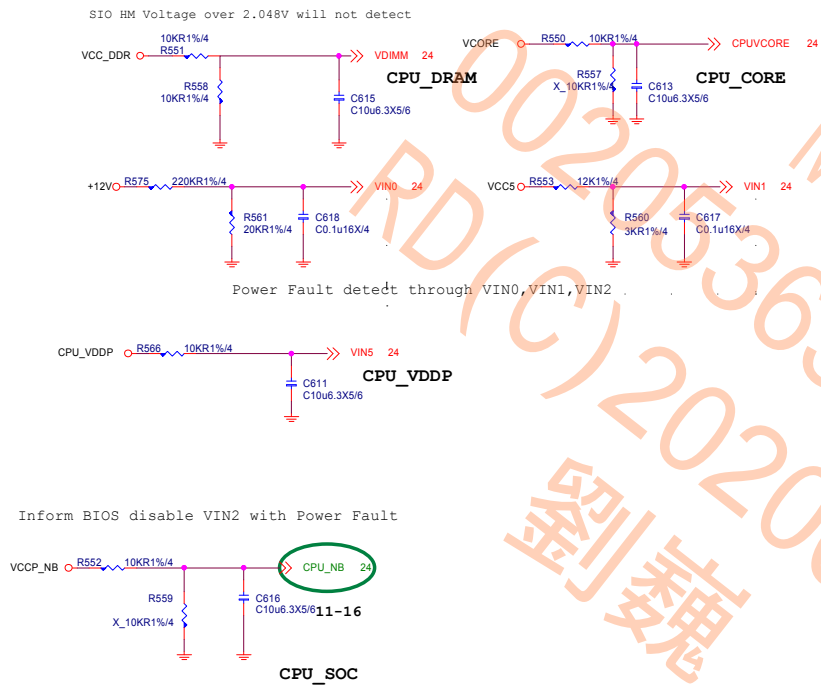 SIO HM Voltage over 2.048V will not detect
VCC_DDR
10KR1%/4
R551
VDIMM 24
R558
10KR1%/4
CPU_DRAM
C615
C10u6.3X5/6
VCORE
R550 10KR1%/4
CPUVCORE 24
R557
X_10KR1%/4
C613
C10u6.3X5/6
CPU_CORE
+12V
R575 220KR1%/4
VIN0 24
R561
20KR1%/4
C618
C0.1u16X/4
VCC5
R553 12K1%/4
VIN1 24
R560
3KR1%/4
C617
C0.1u16X/4
Power Fault detect through VIN0,VIN1,VIN2
CPU_VDDP
R566 10KR1%/4
VIN5 24
CPU_VDDP
C611
C10u6.3X5/6
Inform BIOS disable VIN2 with Power Fault
VCCP_NB
R552 10KR1%/4
CPU_NB 24
R559
X_10KR1%/4
C616
C10u6.3X5/6
11-16
CPU_SOC
RD(C)20200
劉巍